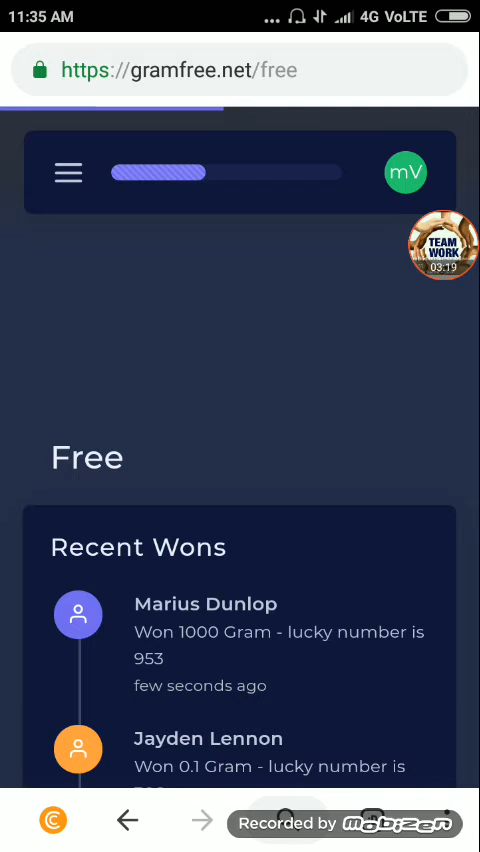 11:35 AM
4G VoLTE
https://gramfree.net/free
mV
TEAM
WORK
03:19
Free
Recent Wons
Marius Dunlop
Won 1000 Gram - lucky number is
953
few seconds ago
Jayden Lennon
Won 0.1 Gram - lucky number is
Recorded by mobizen